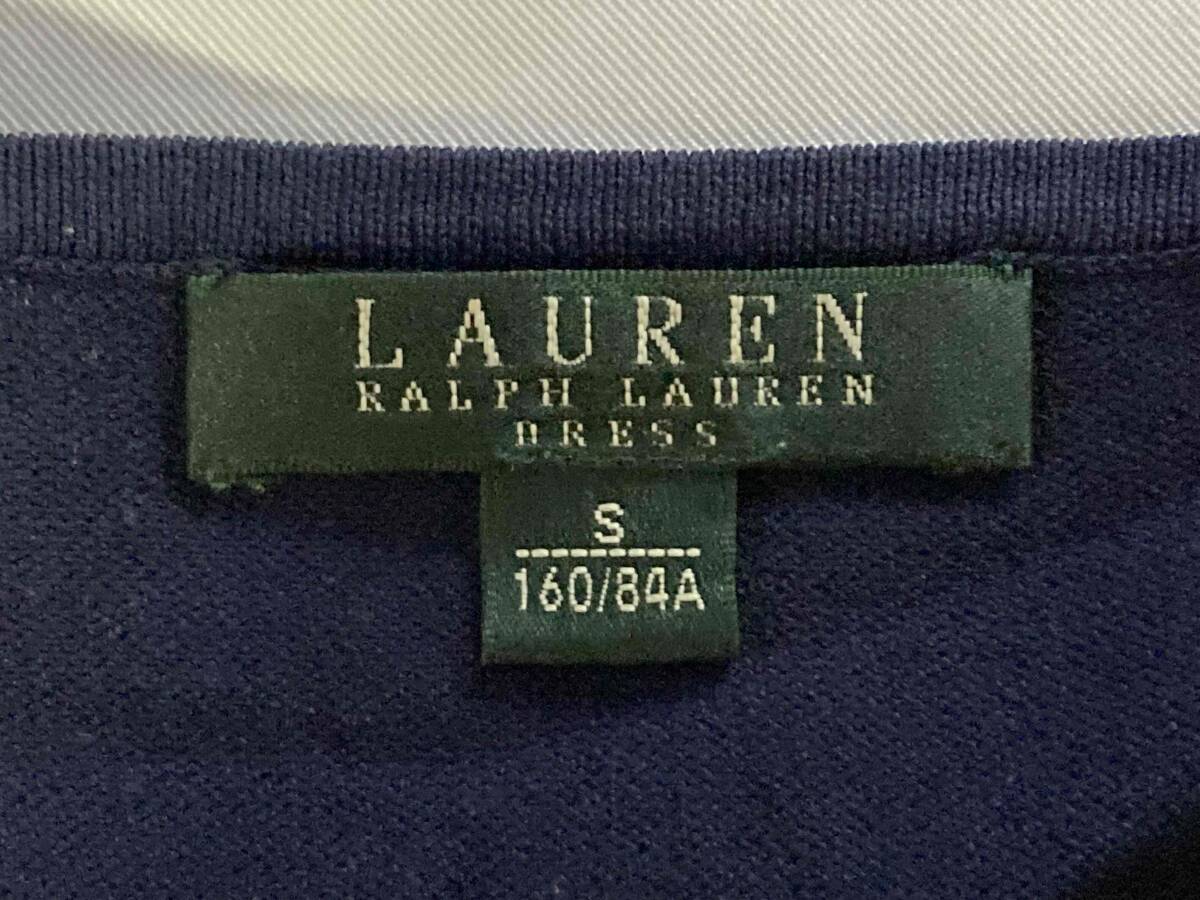 LAUREN
RALPH LAUREN
DRESS
S
160/84A